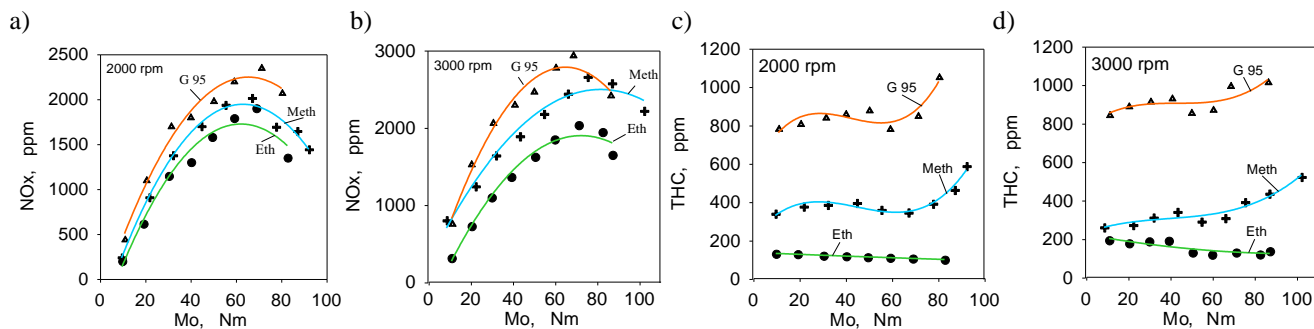 a)
2500
2000
1500
1000
500
0
0 20 40 60 80 100
NOx, ppm
Mo, Nm
2000 rpm
G 95
Meth
Eth
b)
3000
2000
1000
0
0 20 40 60 80 100
NOx, ppm
Mo, Nm
3000 rpm
G 95
Meth
Eth
c)
1200
1000
800
600
400
200
0
0 20 40 60 80 100
THC, ppm
Mo, Nm
2000 rpm
G 95
Meth
Eth
d)
1200
1000
800
600
400
200
0
0 20 40 60 80 100
THC, ppm
Mo, Nm
3000 rpm
G 95
Meth
Eth